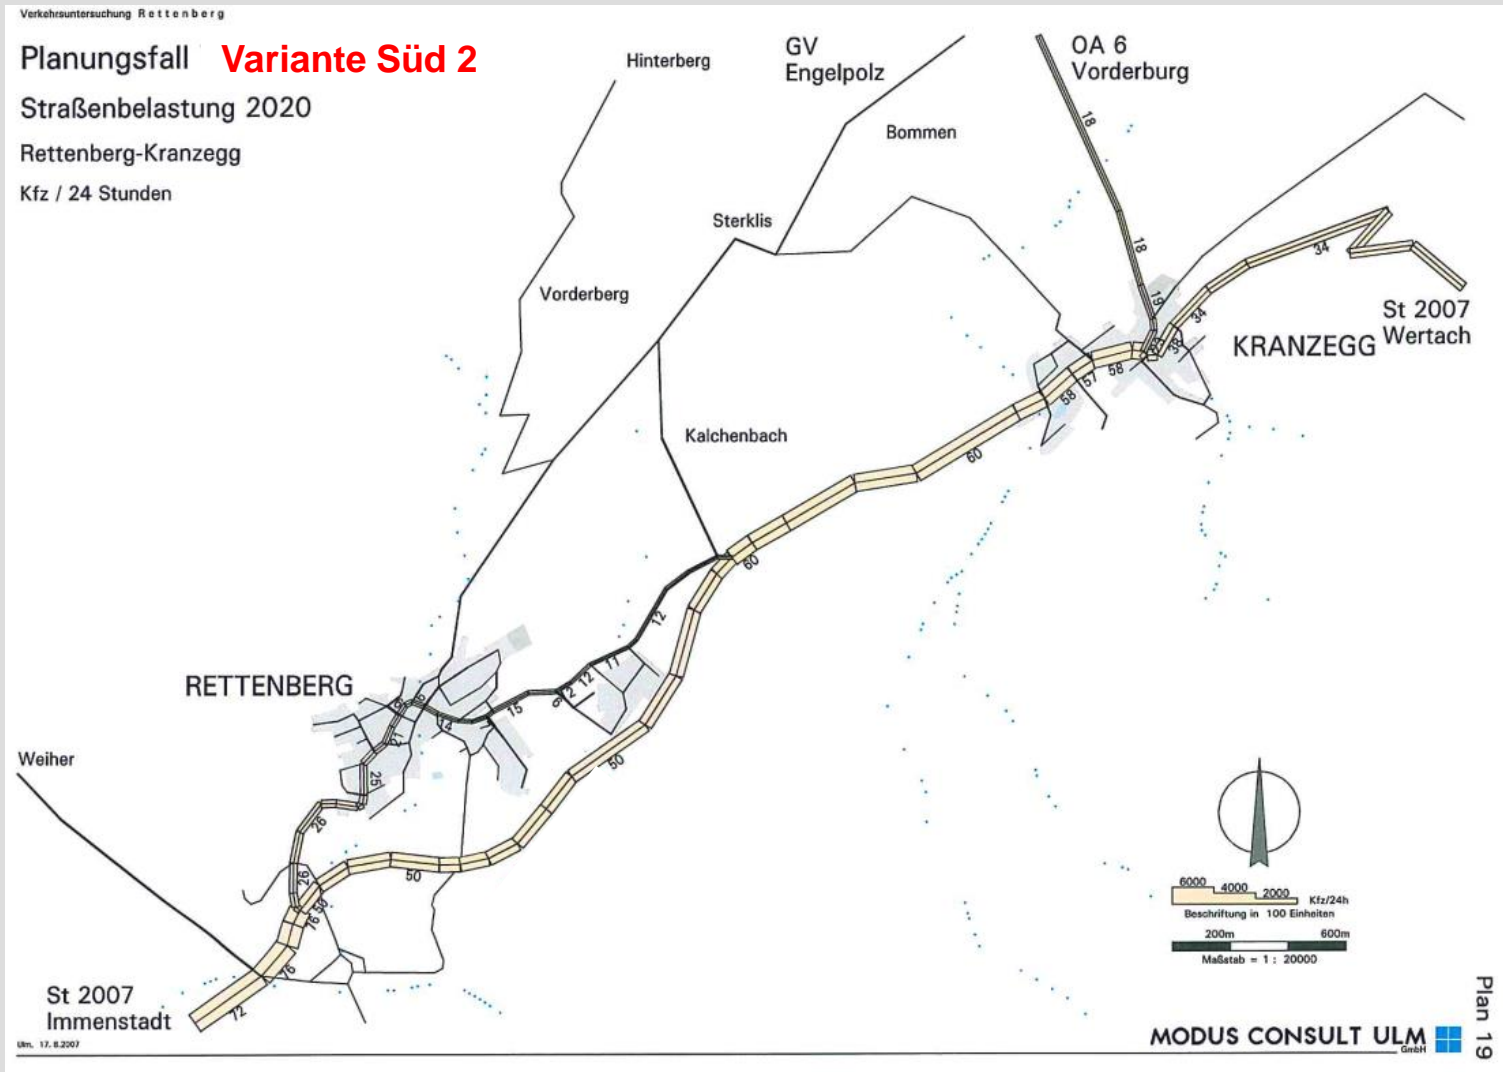 Verkehrsuntersuchung Rettenberg
Planungsfall Variante Süd 2
Straßenbelastung 2020
Rettenberg-Kranzegg
Kfz / 24 Stunden
Hinterberg
GV
Engelpolz
OA 6
Vorderburg
Bommen
Sterklis
Vorderberg
Kalchenbach
St 2007
Wertach
KRANZEGG
RETTENBERG
Weiher
St 2007
Immenstadt
18
18
19
34
34
38
58
57
58
60
60
12
11
12
15
14
21
25
26
26
50
50
50
76
76
72
6000 4000 2000 Kfz/24h
Beschriftung in 100 Einheiten
200m 600m
Maßstab = 1 : 20000
Ulm, 17.8.2007
MODUS CONSULT ULM
GmbH
Plan 19